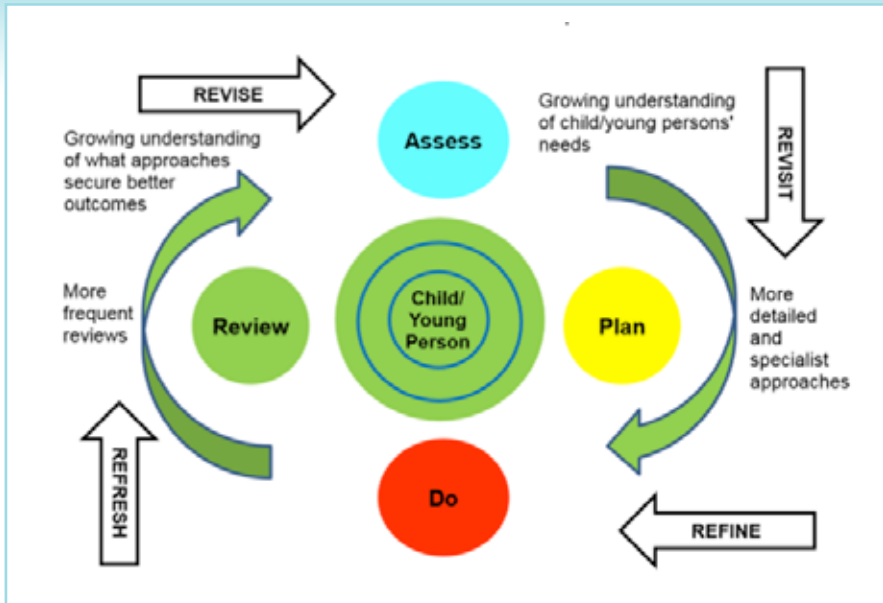 REVISE
Growing understanding
of what approaches
secure better
outcomes
Assess
Growing understanding
of child/young persons'
needs
REVISIT
More
frequent
reviews
Review
Child/
Young
Person
Plan
More
detailed
and
specialist
approaches
REFRESH
Do
REFINE